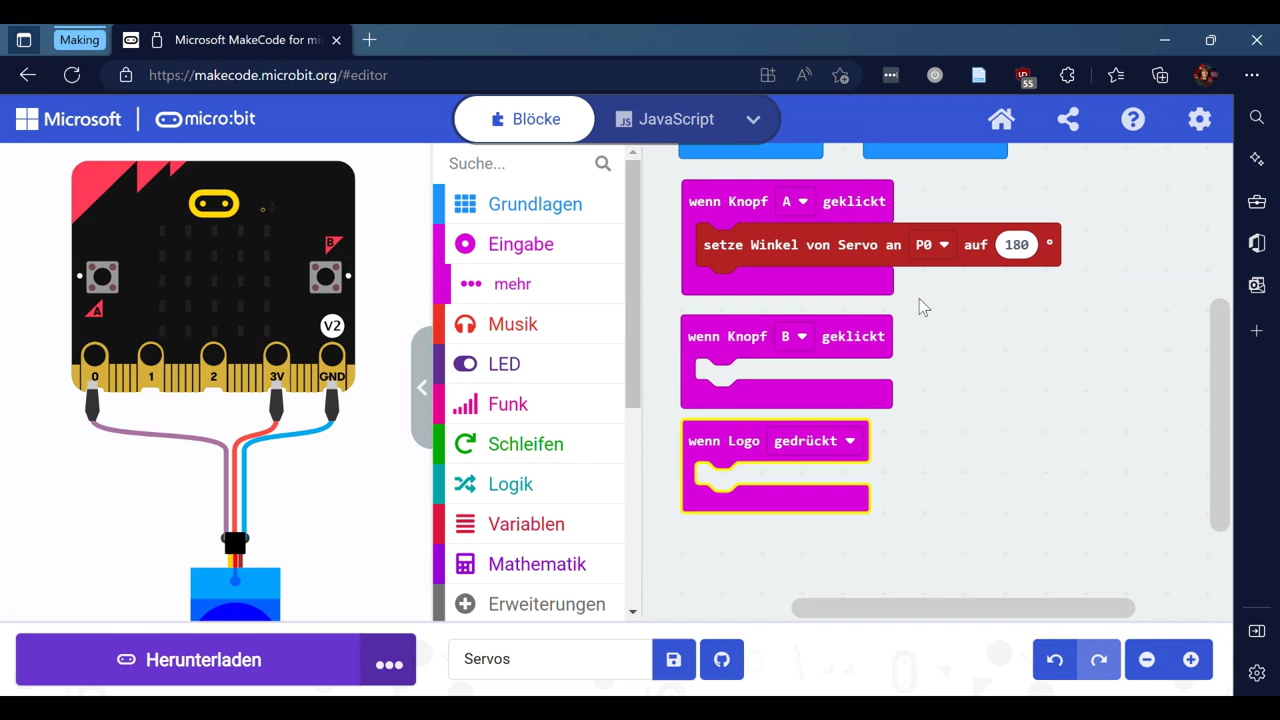 Making
Microsoft MakeCode for mi
https://makecode.microbit.org/#editor
55
Microsoft
micro:bit
Blöcke
JS
JavaScript
Suche...
Grundlagen
Eingabe
mehr
Musik
LED
Funk
Schleifen
Logik
Variablen
Mathematik
Erweiterungen
B
A
V2
0
1
2
3V
GND
wenn Knopf A geklickt
setze Winkel von Servo an P0 auf 180 °
wenn Knopf B geklickt
wenn Logo gedrückt
Herunterladen
Servos